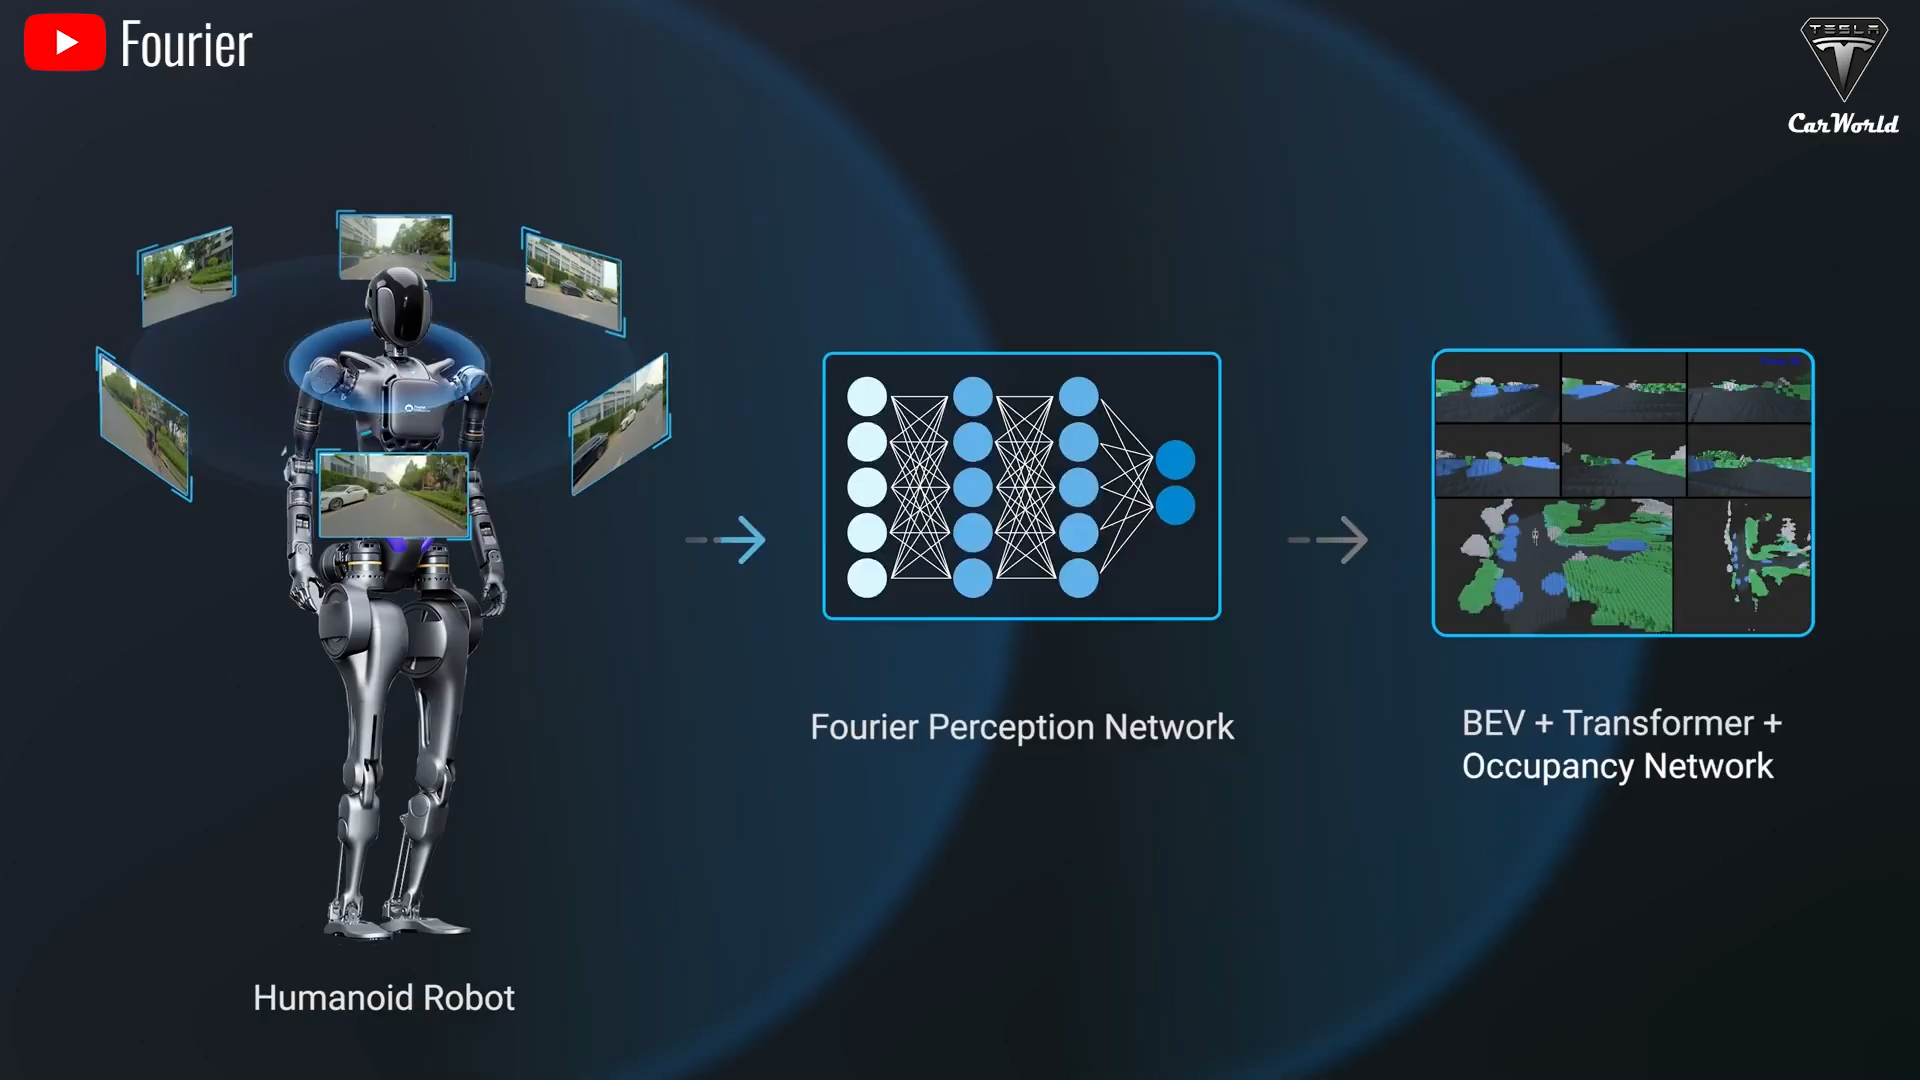 Fourier
TESLA
CarWorld
Humanoid Robot
Fourier Perception Network
BEV + Transformer +
Occupancy Network